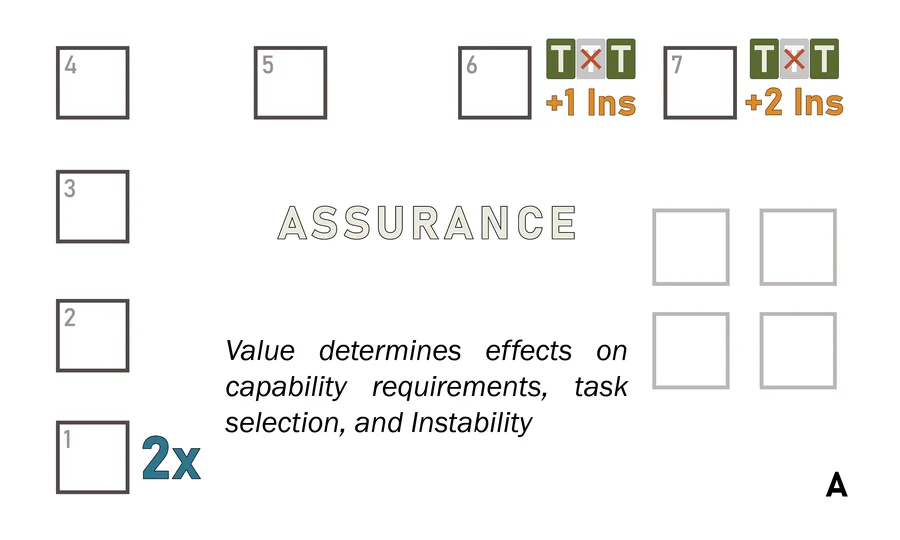 4
5
6
T T T
+1 Ins
7
T T T
+2 Ins
3
ASSURANCE
2
Value determines effects on
capability requirements, task
selection, and Instability
1
2x
A